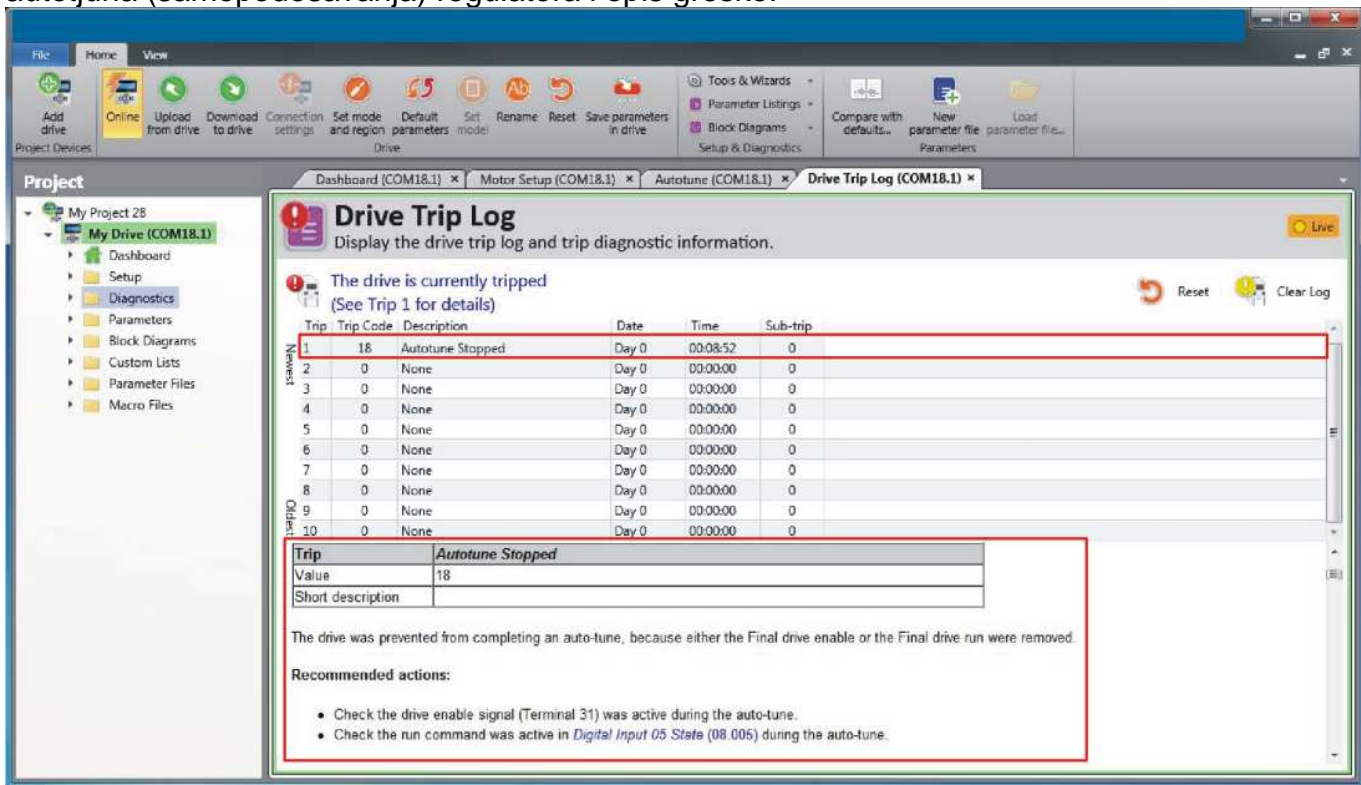 autotjuna (samopodešavanja) regulatora i opis greške.
File Home View
Add drive
Online
Upload from drive
Download to drive
Connection settings
Set mode and region
Default parameters
Set model
Rename
Reset
Save parameters in drive
Tools & Wizards
Parameter Listings
Block Diagrams
Compare with defaults...
New parameter file
Load parameter file...
Project Devices
Drive
Setup & Diagnostics
Parameters
Project
My Project 28
My Drive (COM18.1)
Dashboard
Setup
Diagnostics
Parameters
Block Diagrams
Custom Lists
Parameter Files
Macro Files
Dashboard (COM18.1) × Motor Setup (COM18.1) × Autotune (COM18.1) × Drive Trip Log (COM18.1) ×
Drive Trip Log
Display the drive trip log and trip diagnostic information.
Live
The drive is currently tripped
(See Trip 1 for details)
Reset Clear Log
Trip Trip Code Description Date Time Sub-trip
Newest
1 18 Autotune Stopped Day 0 00:08:52 0
2 0 None Day 0 00:00:00 0
3 0 None Day 0 00:00:00 0
4 0 None Day 0 00:00:00 0
5 0 None Day 0 00:00:00 0
6 0 None Day 0 00:00:00 0
7 0 None Day 0 00:00:00 0
8 0 None Day 0 00:00:00 0
Oldest
9 0 None Day 0 00:00:00 0
10 0 None Day 0 00:00:00 0
Trip Autotune Stopped
Value 18
Short description
The drive was prevented from completing an auto-tune, because either the Final drive enable or the Final drive run were removed.
Recommended actions:
• Check the drive enable signal (Terminal 31) was active during the auto-tune.
• Check the run command was active in Digital Input 05 State (08.005) during the auto-tune.